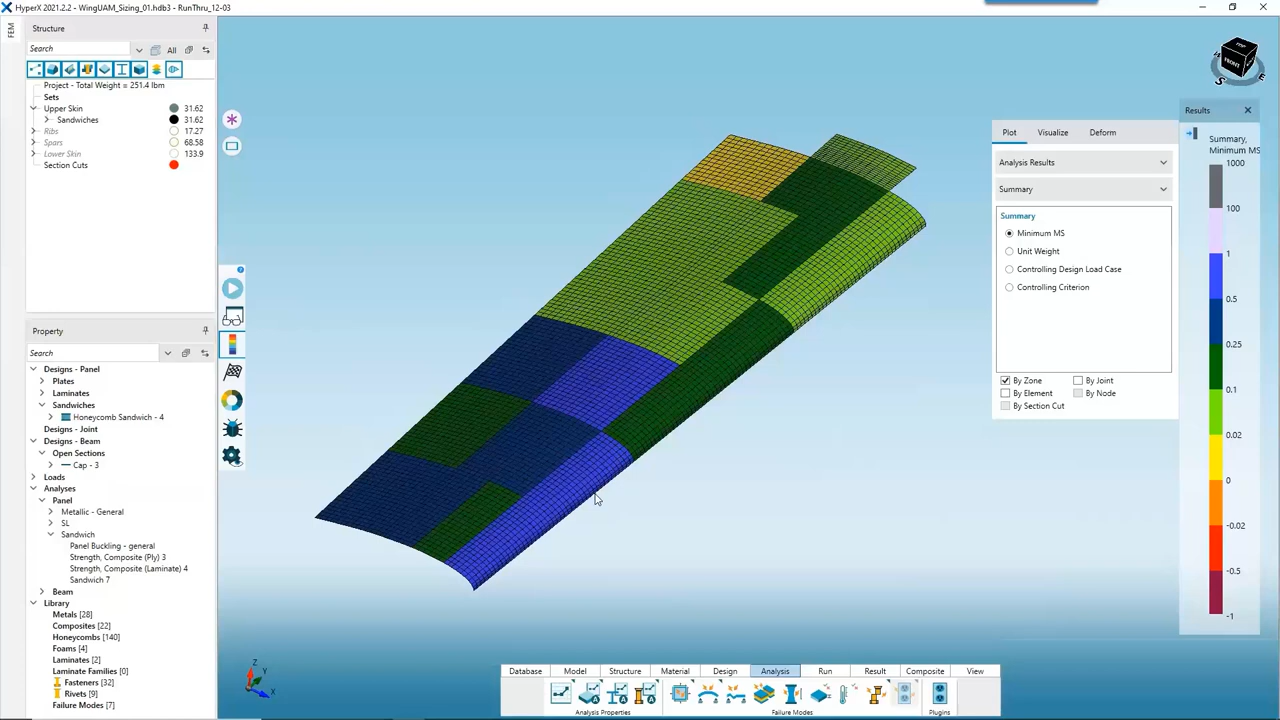 HyperX 2021.2.2 - WingUAM_Sizing_01.hdb3 - RunThru_12-03
FEM
Structure
Search
All
Project - Total Weight = 251.4 lbm
Sets
Upper Skin 31.62
Sandwiches 31.62
Ribs 17.27
Spars 68.58
Lower Skin 133.9
Section Cuts
Property
Search
Designs - Panel
Plates
Laminates
Sandwiches
Honeycomb Sandwich - 4
Designs - Joint
Designs - Beam
Open Sections
Cap - 3
Loads
Analyses
Panel
Metallic - General
SL
Sandwich
Panel Buckling - general
Strength, Composite (Ply) 3
Strength, Composite (Laminate) 4
Sandwich 7
Beam
Library
Metals [28]
Composites [22]
Honeycombs [140]
Foams [4]
Laminates [2]
Laminate Families [0]
Fasteners [32]
Rivets [9]
Failure Modes [7]
Z
Y
X
TOP
FRONT
S
E
Plot Visualize Deform
Analysis Results
Summary
Summary
Minimum MS
Unit Weight
Controlling Design Load Case
Controlling Criterion
By Zone By Joint
By Element By Node
By Section Cut
Results
Summary,
Minimum MS
1000
100
1
0.5
0.25
0.1
0.02
0
-0.02
-0.5
-1
Database Model Structure Material Design Analysis Run Result Composite View
Analysis Properties Failure Modes Plugins